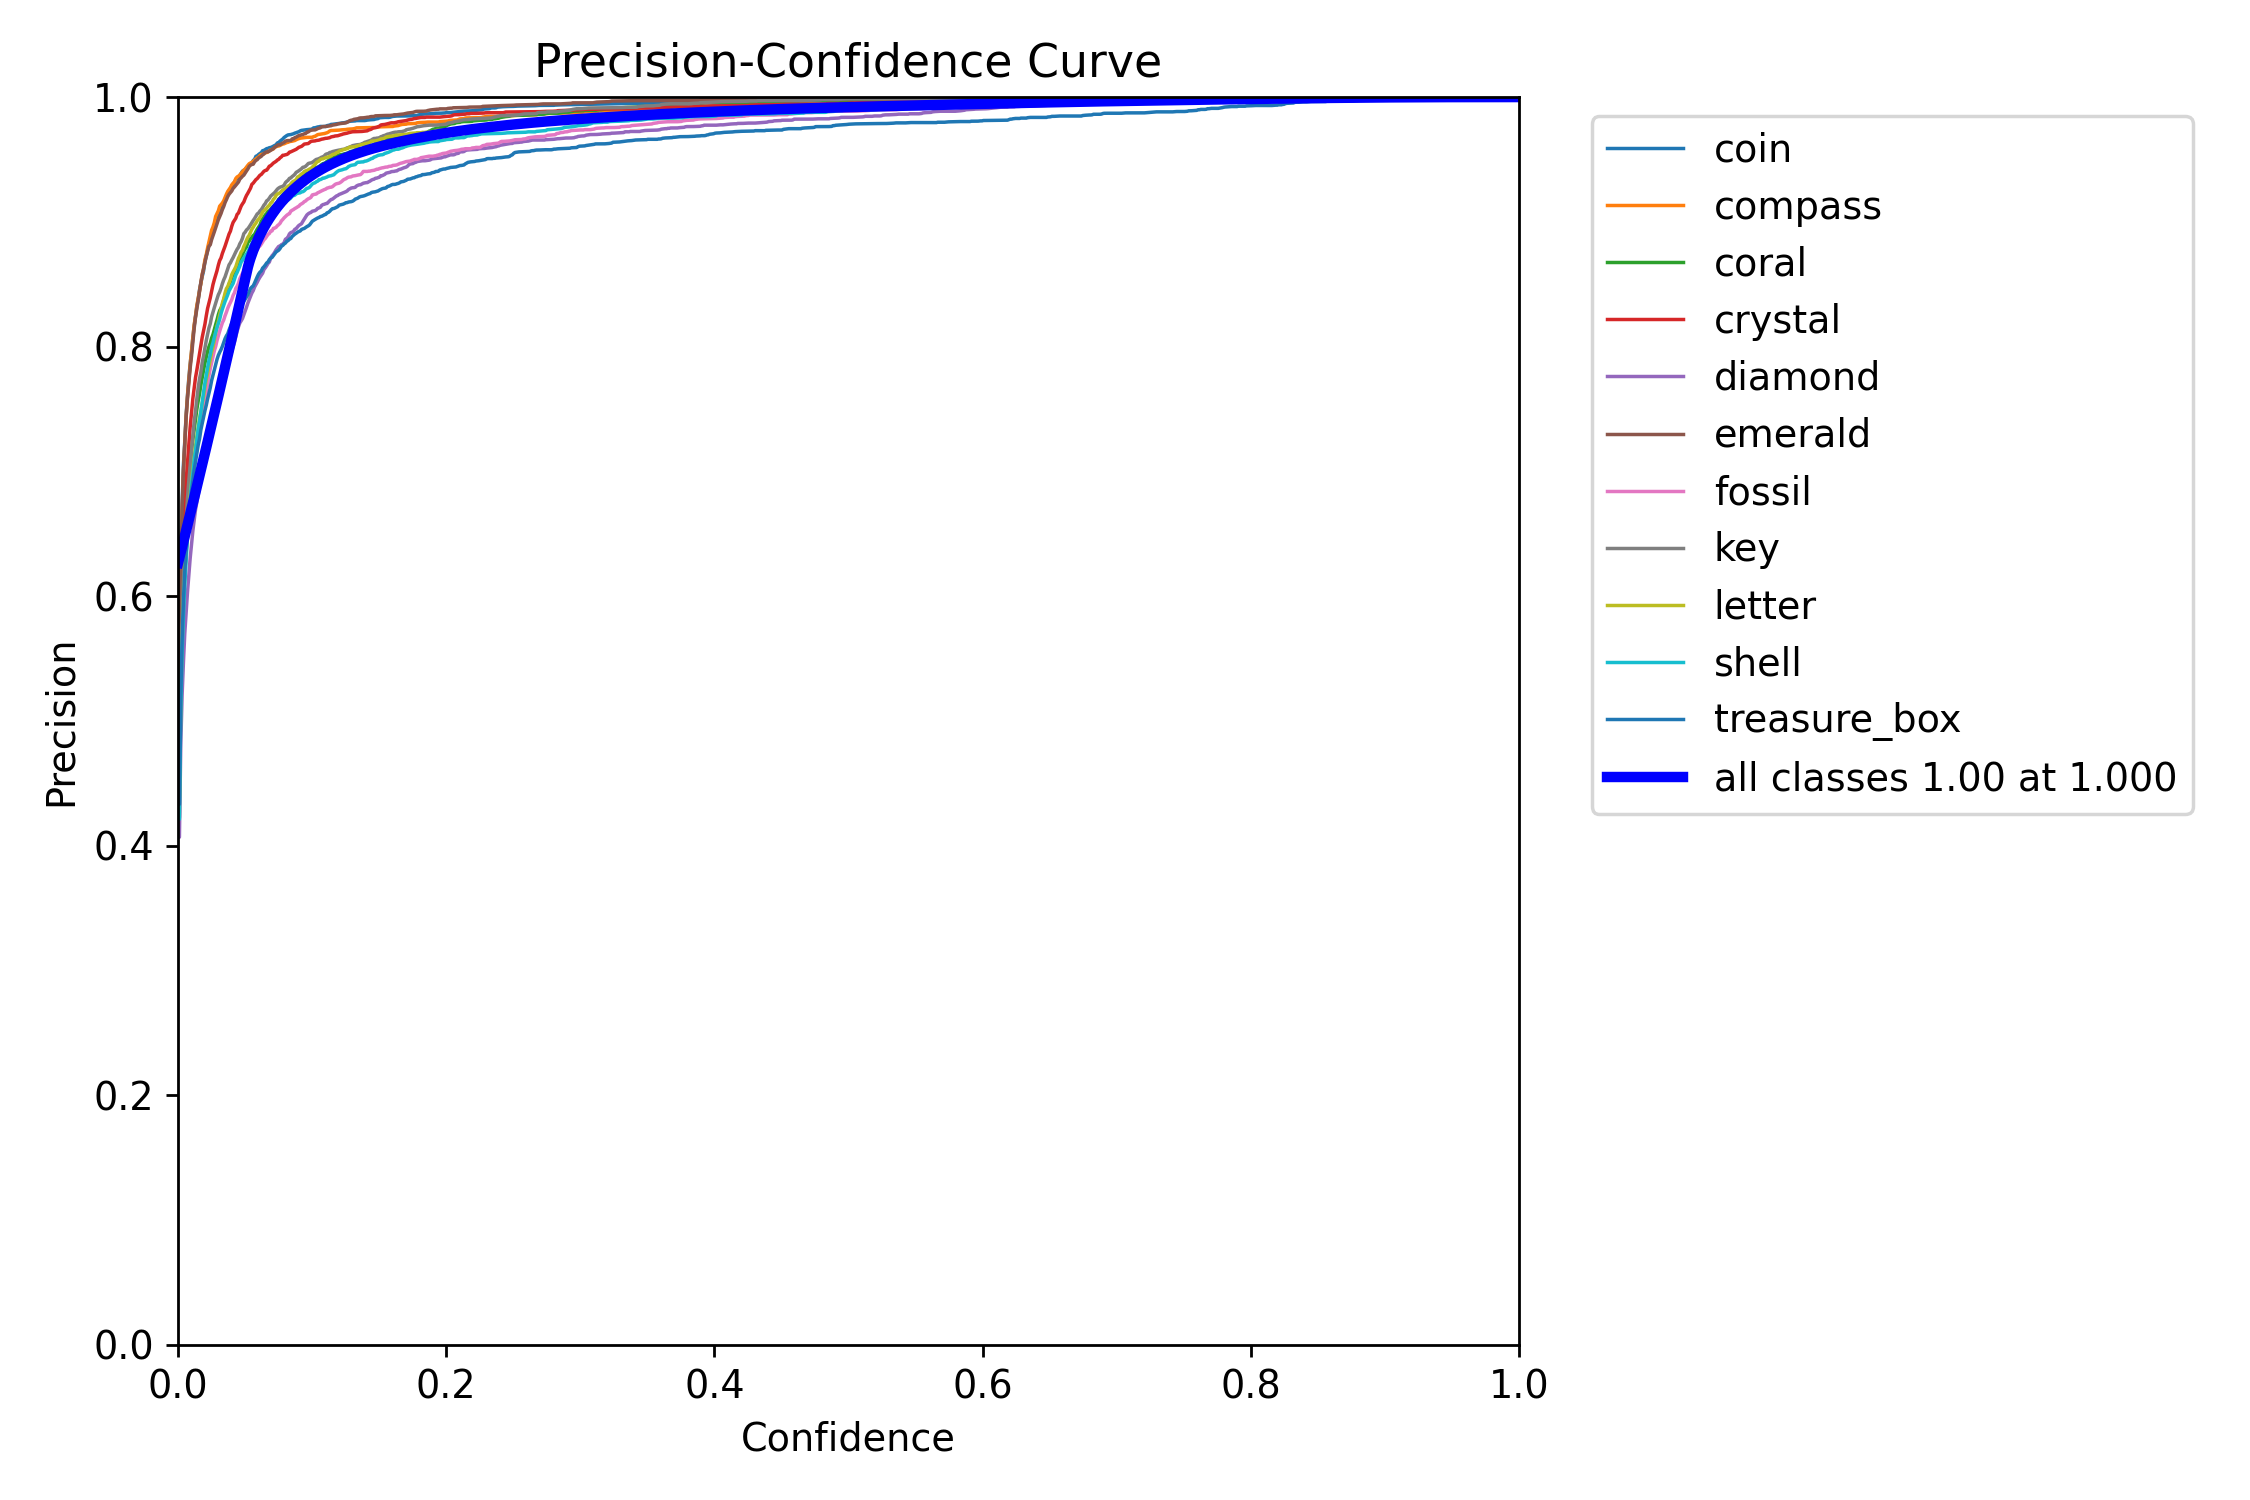 Precision-Confidence Curve
1.0
0.8
0.6
0.4
0.2
0.0
Precision
0.0 0.2 0.4 0.6 0.8 1.0
Confidence
coin
compass
coral
crystal
diamond
emerald
fossil
key
letter
shell
treasure_box
all classes 1.00 at 1.000